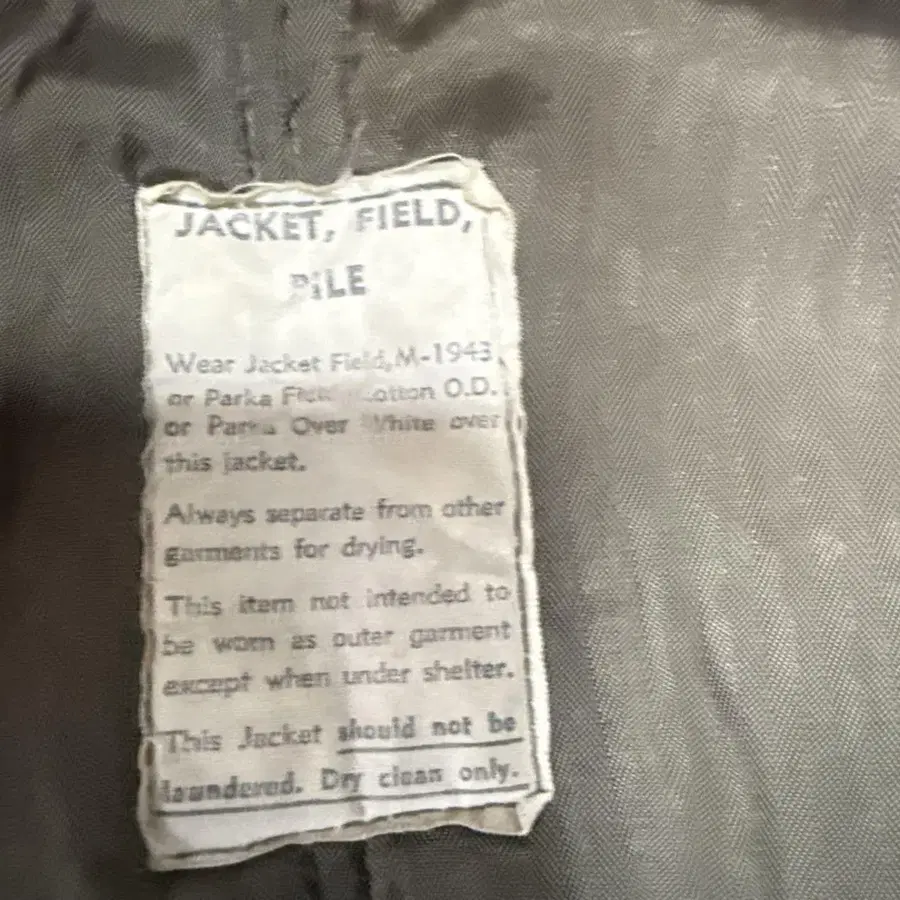 JACKET, FIELD,
PILE
Wear Jacket Field, M-1943,
or Parka Field Cotton O.D.
or Parka Over White over
this jacket.
Always separate from other
garments for drying.
This item not intended to
be worn as outer garment
except when under shelter.
This Jacket should not be
laundered. Dry clean only.